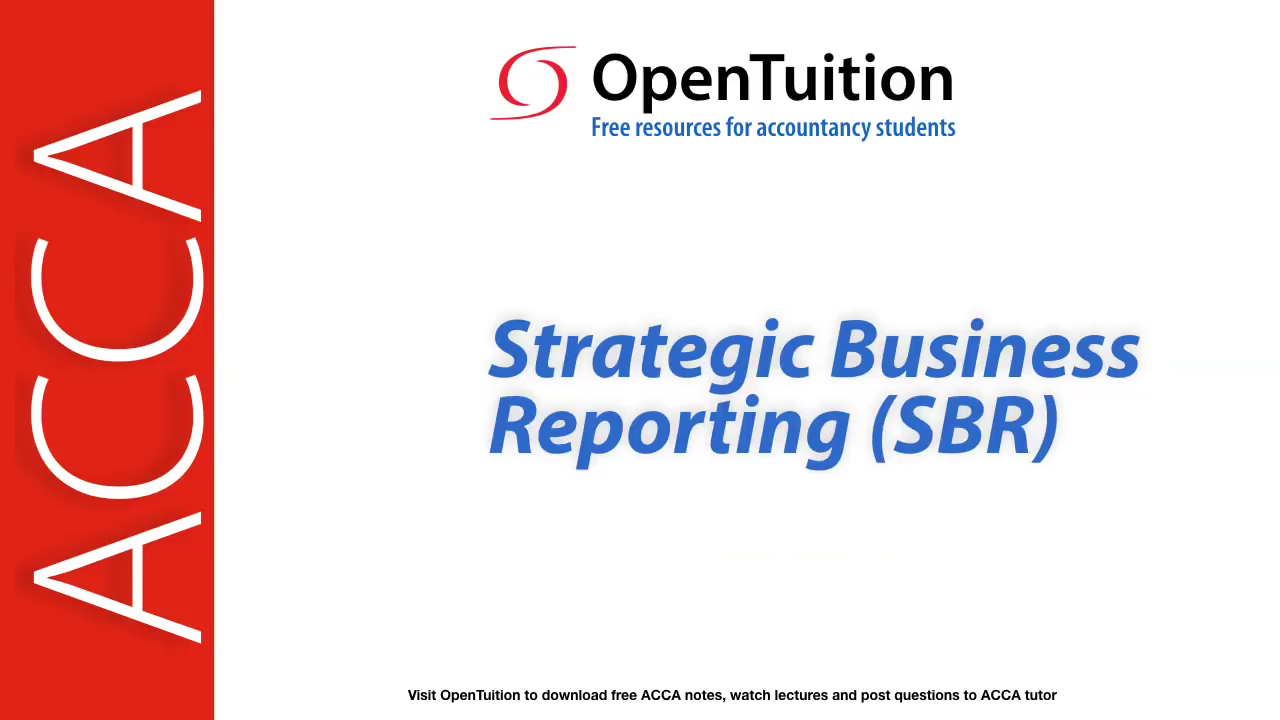 ACCA
OpenTuition
Free resources for accountancy students
Strategic Business
Reporting (SBR)
Visit OpenTuition to download free ACCA notes, watch lectures and post questions to ACCA tutor